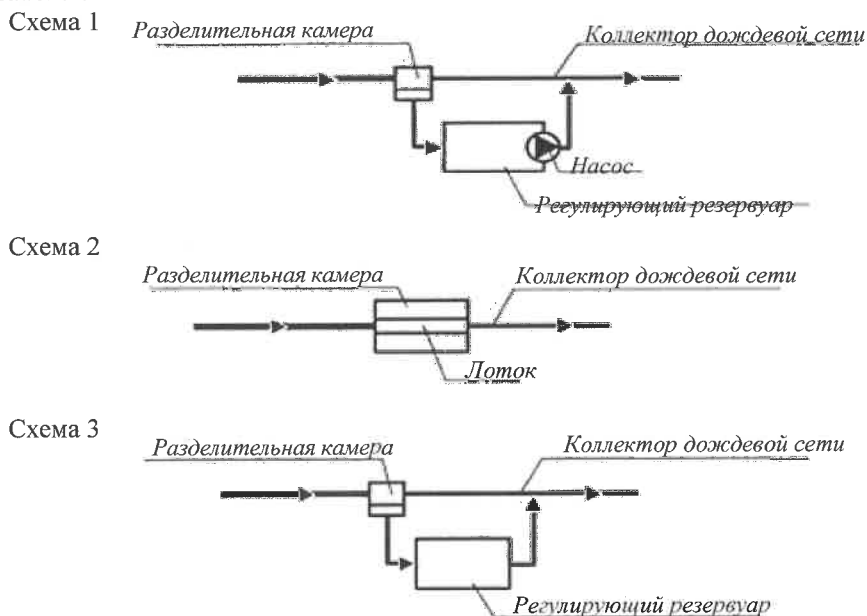 Схема 1
Разделительная камера
Коллектор дождевой сети
Насос
Регулирующий резервуар
Схема 2
Разделительная камера
Коллектор дождевой сети
Лоток
Схема 3
Разделительная камера
Коллектор дождевой сети
Регулирующий резервуар